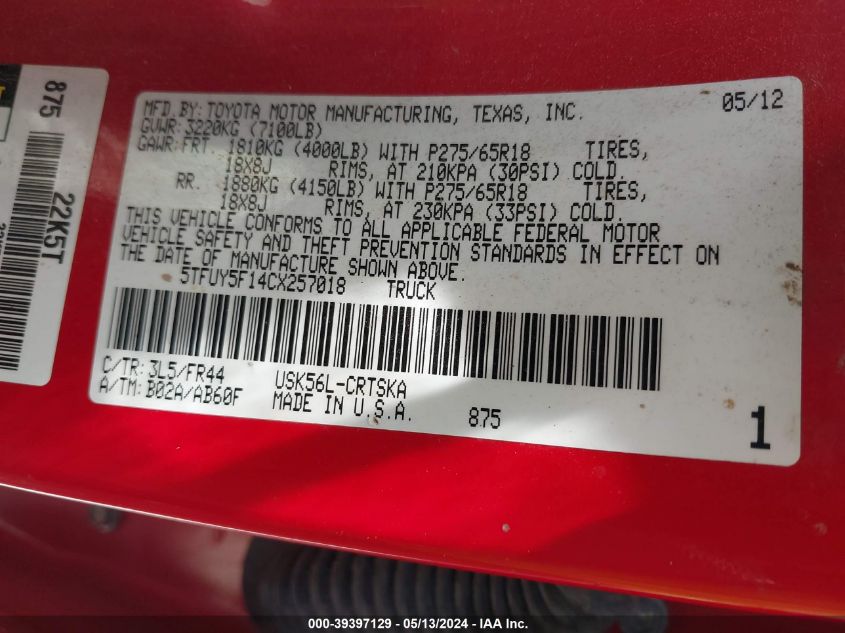 MFD.BY: TOYOTA MOTOR MANUFACTURING, TEXAS, INC. 05/12
GVWR: 3220KG (7100LB)
GAWR: FRT 1810KG (4000LB) WITH P275/65R18 TIRES,
18X8J RIMS, AT 210KPA (30PSI) COLD.
RR. 1880KG (4150LB) WITH P275/65R18 TIRES,
18X8J RIMS, AT 230KPA (33PSI) COLD.
THIS VEHICLE CONFORMS TO ALL APPLICABLE FEDERAL MOTOR
VEHICLE SAFETY AND THEFT PREVENTION STANDARDS IN EFFECT ON
THE DATE OF MANUFACTURE SHOWN ABOVE.
5TFUY5F14CX257018 TRUCK
C/TR: 3L5/FR44 USK56L-CRTSKA
A/TM: B02A/AB60F MADE IN U.S.A. 875 1
875
22K5T
000-39397129 - 05/13/2024 - IAA Inc.